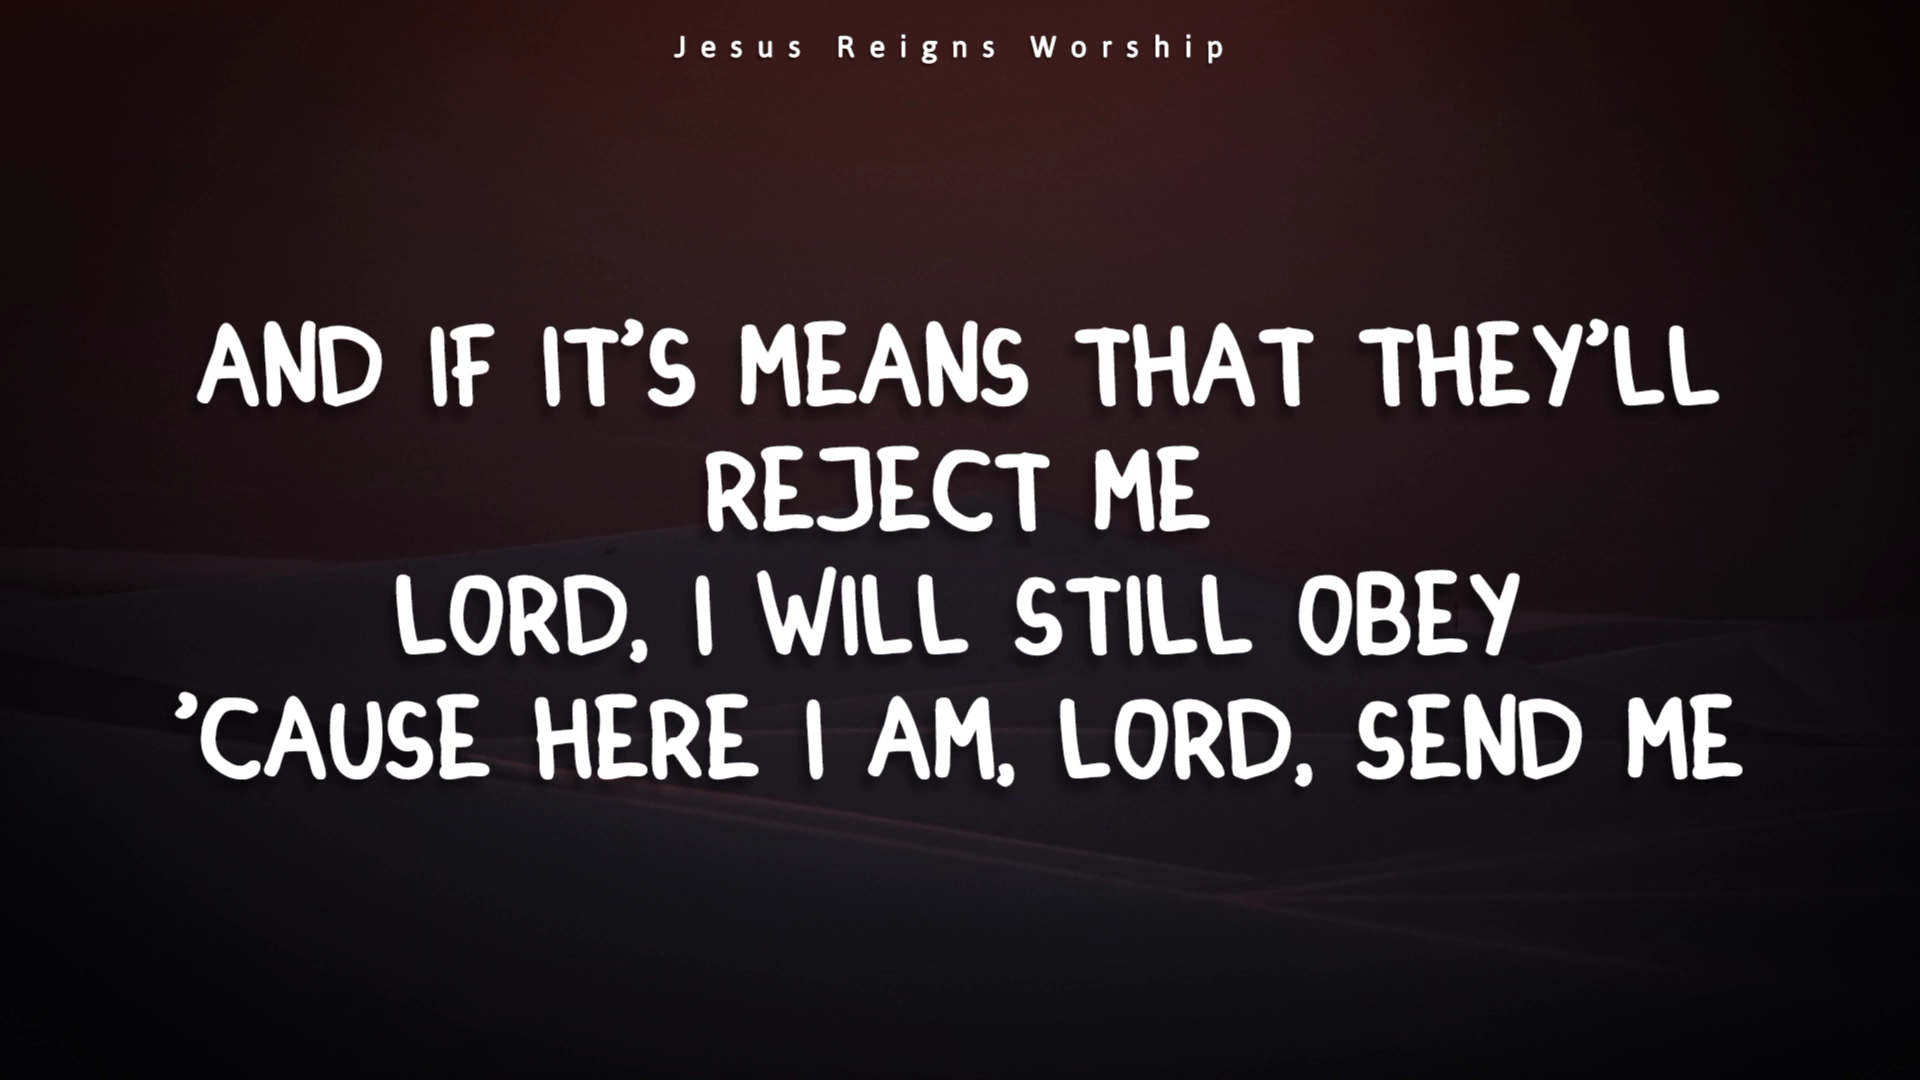 Jesus Reigns Worship
AND IF IT’S MEANS THAT THEY’LL
REJECT ME
LORD, I WILL STILL OBEY
’CAUSE HERE I AM, LORD, SEND ME